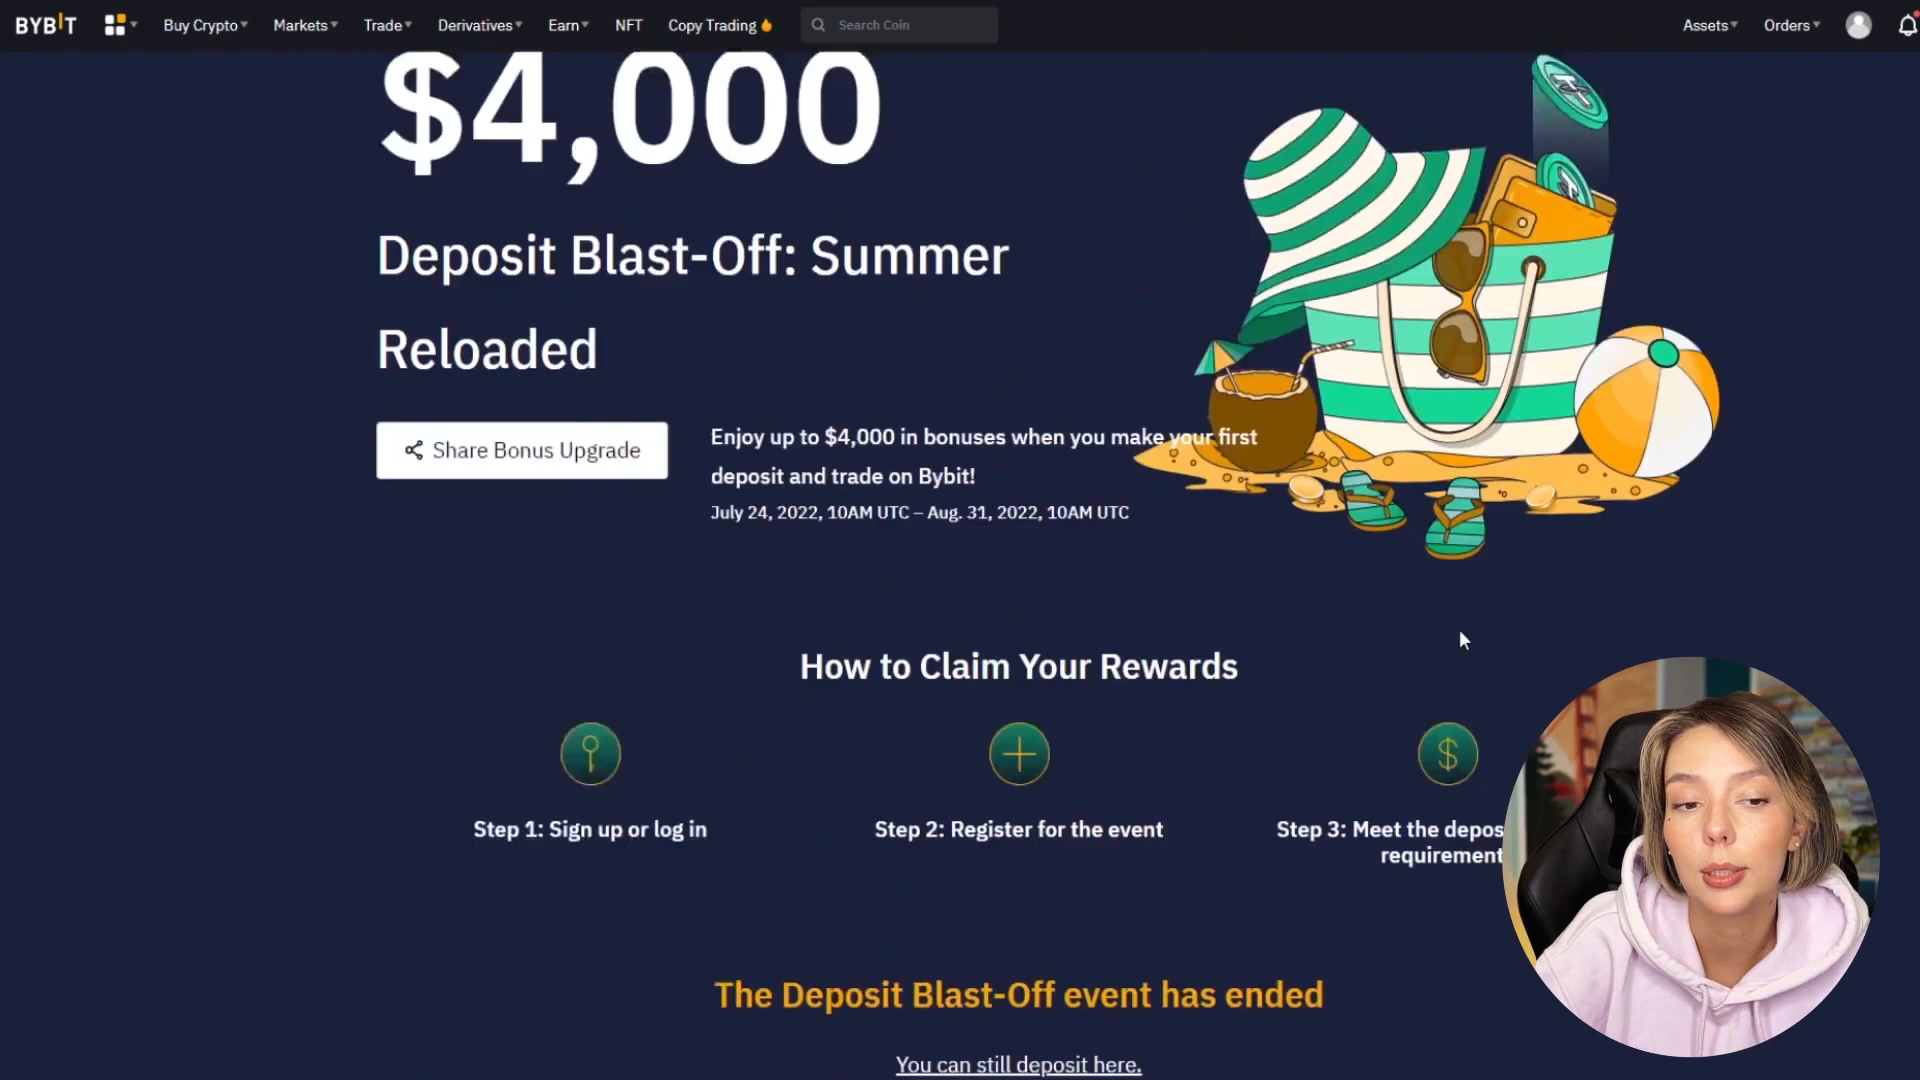 BYBIT
Buy Crypto Markets Trade Derivatives Earn NFT Copy Trading Search Coin Assets Orders
$4,000
Deposit Blast-Off: Summer
Reloaded
Share Bonus Upgrade
Enjoy up to $4,000 in bonuses when you make your first
deposit and trade on Bybit!
July 24, 2022, 10AM UTC – Aug. 31, 2022, 10AM UTC
How to Claim Your Rewards
Step 1: Sign up or log in
Step 2: Register for the event
Step 3: Meet the depos
requirement
The Deposit Blast-Off event has ended
You can still deposit here.